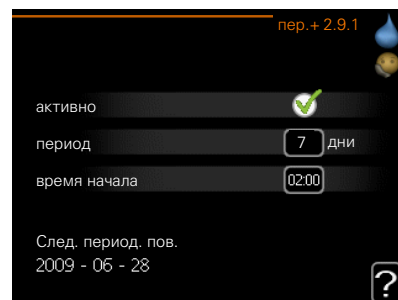 пер.+ 2.9.1
активно
период 7 дни
время начала 02:00
След. период. пов.
2009 - 06 - 28
?